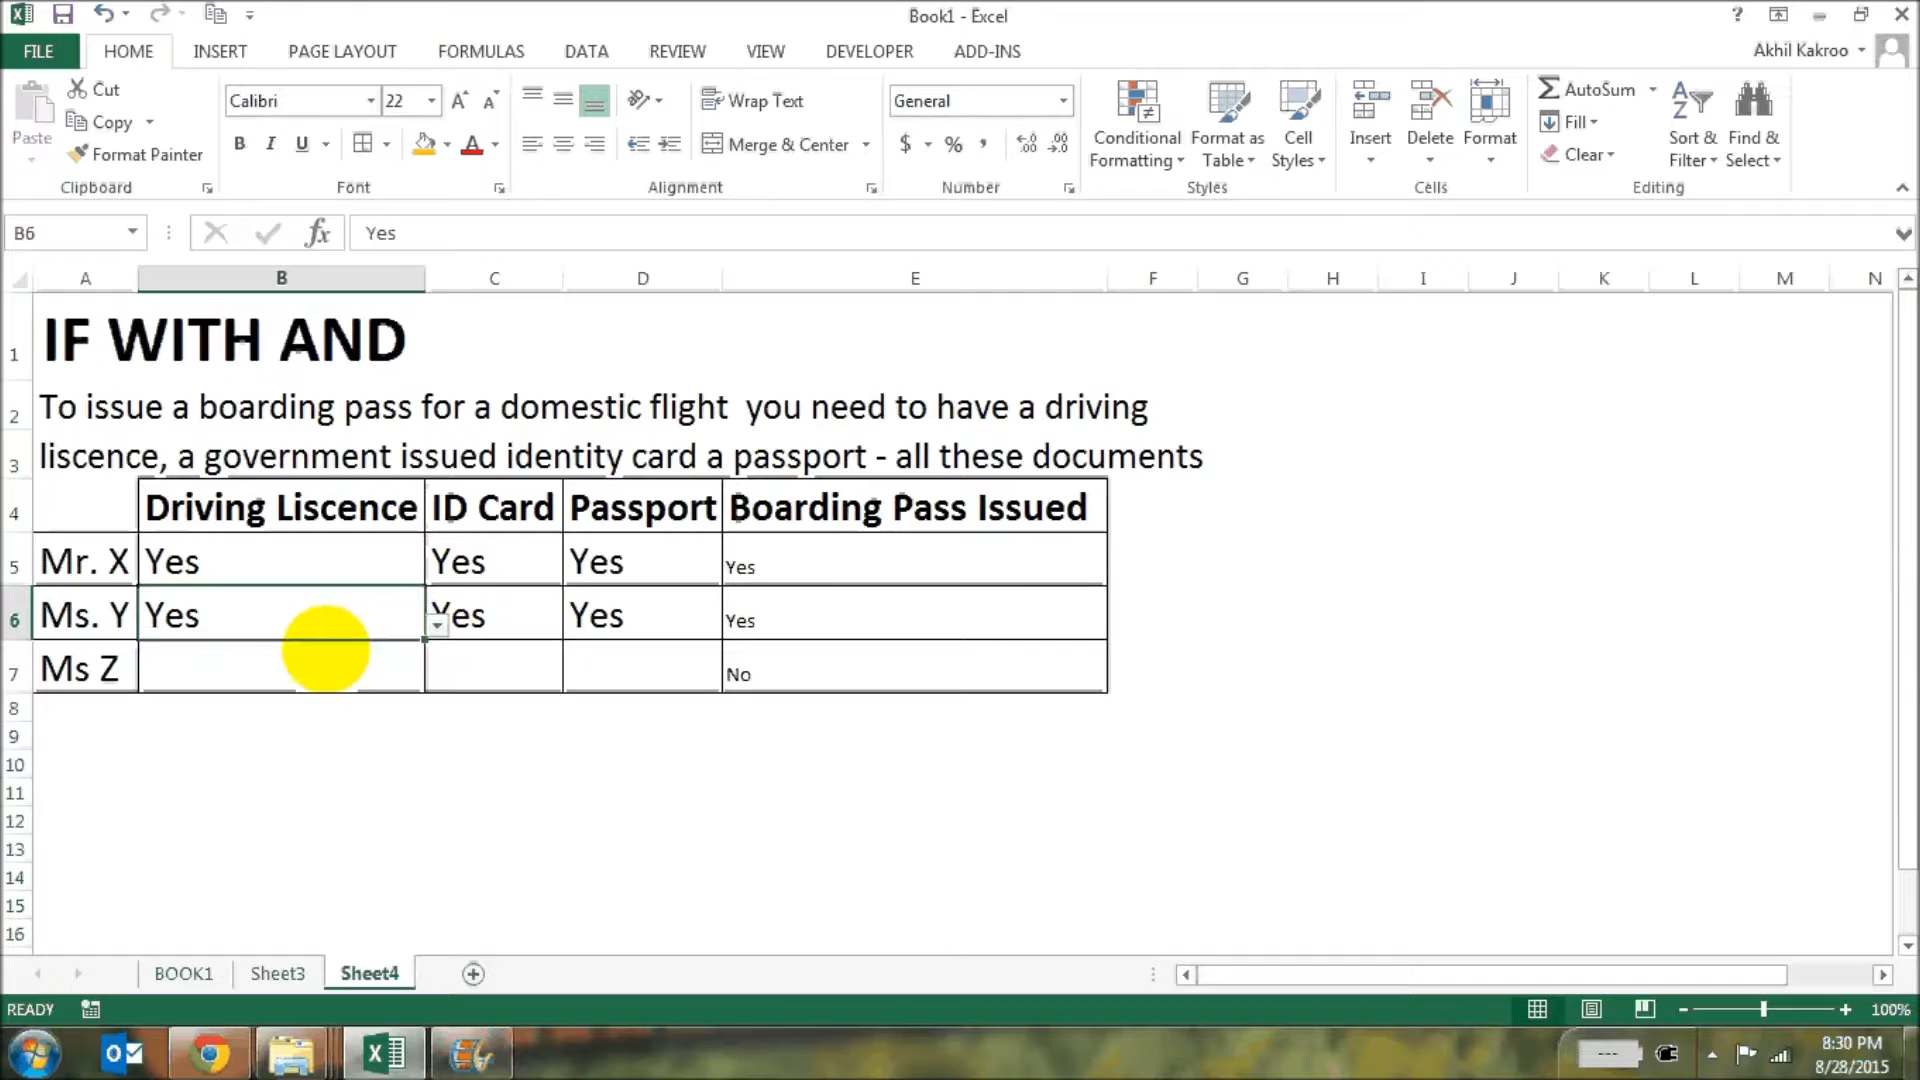 Book1 - Excel
?
FILE HOME INSERT PAGE LAYOUT FORMULAS DATA REVIEW VIEW DEVELOPER ADD-INS
Akhil Kakroo
Paste
Cut
Copy
Format Painter
Clipboard
Calibri 22
B I U
Font
Wrap Text
Merge & Center
Alignment
General
$ % ,
Number
Conditional Formatting
Format as Table
Cell Styles
Styles
Insert Delete Format
Cells
AutoSum
Fill
Clear
Sort & Filter
Find & Select
Editing
B6 fx Yes
A B C D E F G H I J K L M N
1 IF WITH AND
2 To issue a boarding pass for a domestic flight  you need to have a driving
3 liscence, a government issued identity card a passport - all these documents
4 Driving Liscence ID Card Passport Boarding Pass Issued
5 Mr. X Yes Yes Yes Yes
6 Ms. Y Yes Yes Yes Yes
7 Ms Z No
8
9
10
11
12
13
14
15
16
BOOK1 Sheet3 Sheet4
READY
100%
8:30 PM
8/28/2015